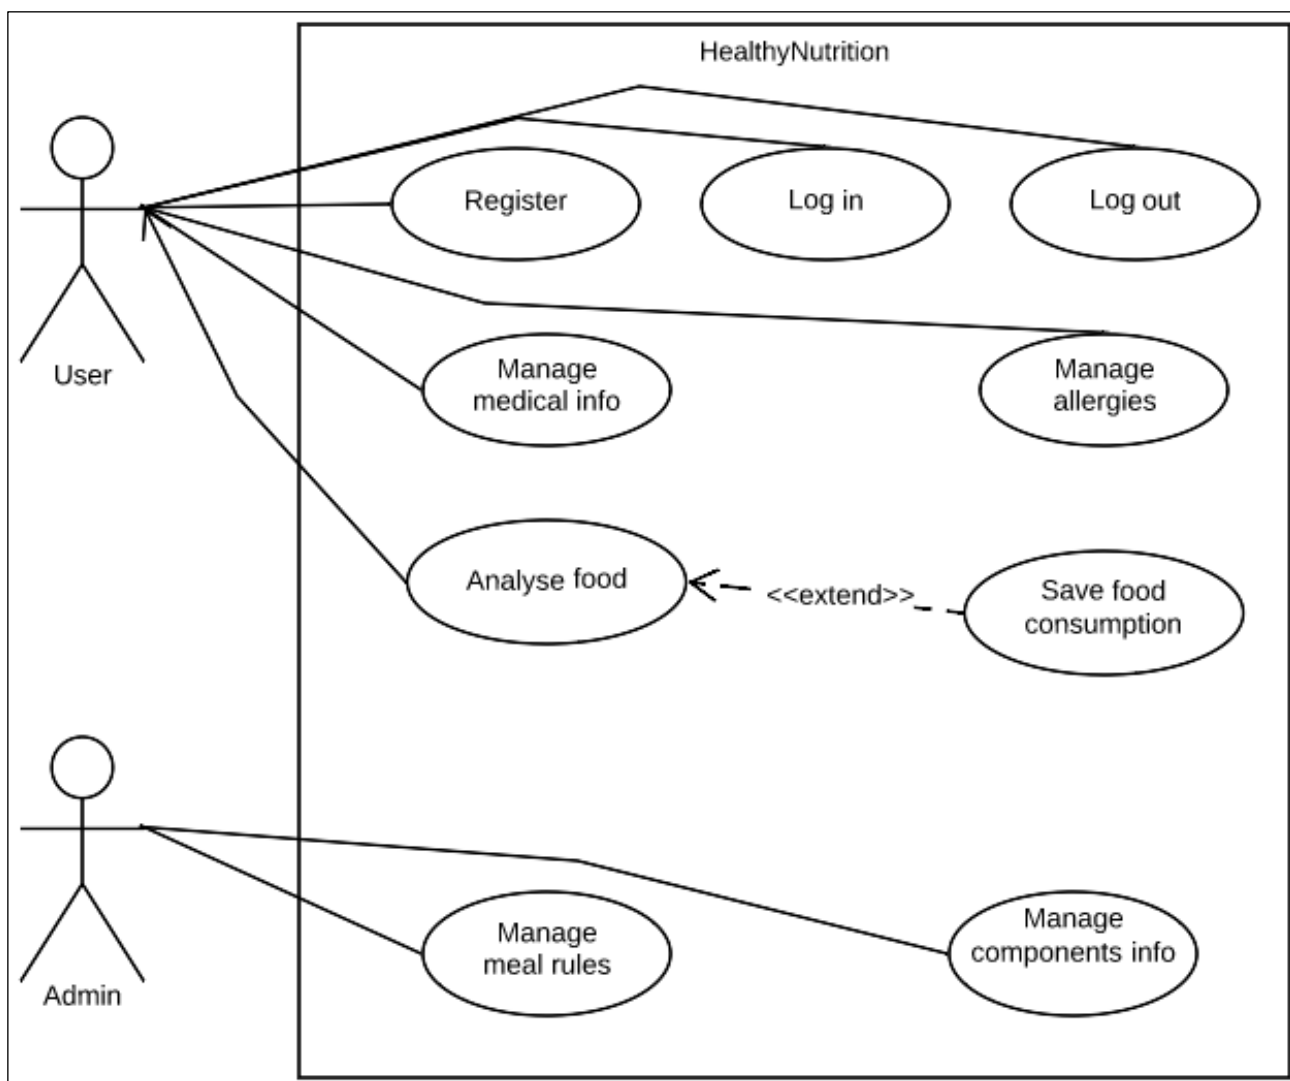 HealthyNutrition
Register
Log in
Log out
User
Manage
medical info
Manage
allergies
Analyse food
<<extend>>
Save food
consumption
Admin
Manage
meal rules
Manage
components info